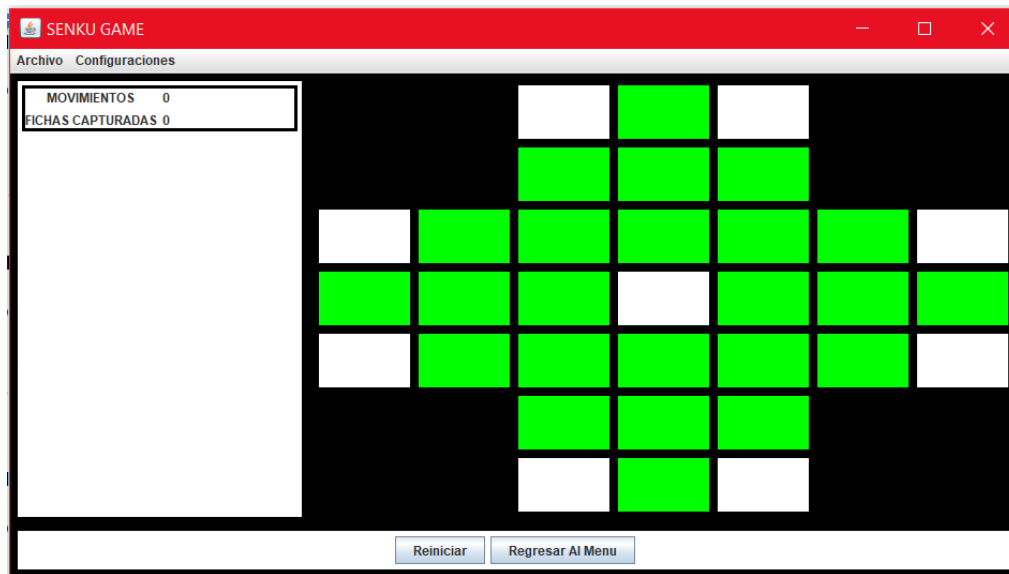 SENKU GAME
Archivo Configuraciones
MOVIMIENTOS 0
FICHAS CAPTURADAS 0
Reiniciar Regresar Al Menu